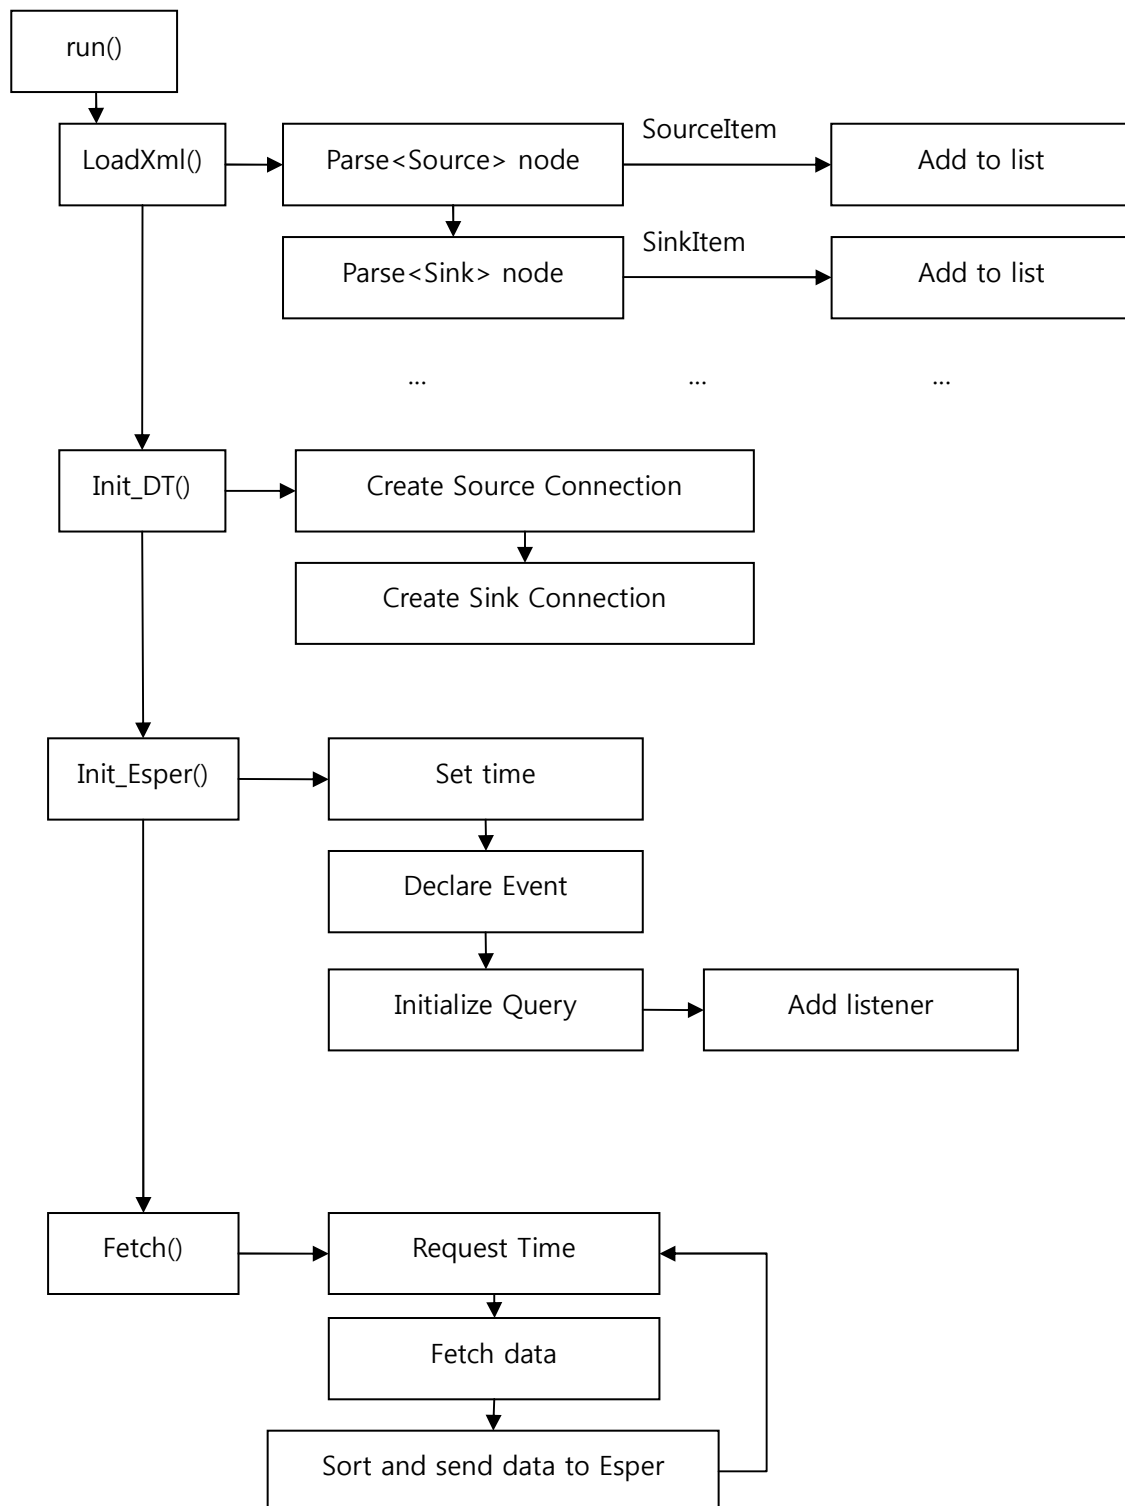 run()
LoadXml()
Parse<Source> node
SourceItem
Add to list
Parse<Sink> node
SinkItem
Add to list
... ... ...
Init_DT()
Create Source Connection
Create Sink Connection
Init_Esper()
Set time
Declare Event
Initialize Query
Add listener
Fetch()
Request Time
Fetch data
Sort and send data to Esper